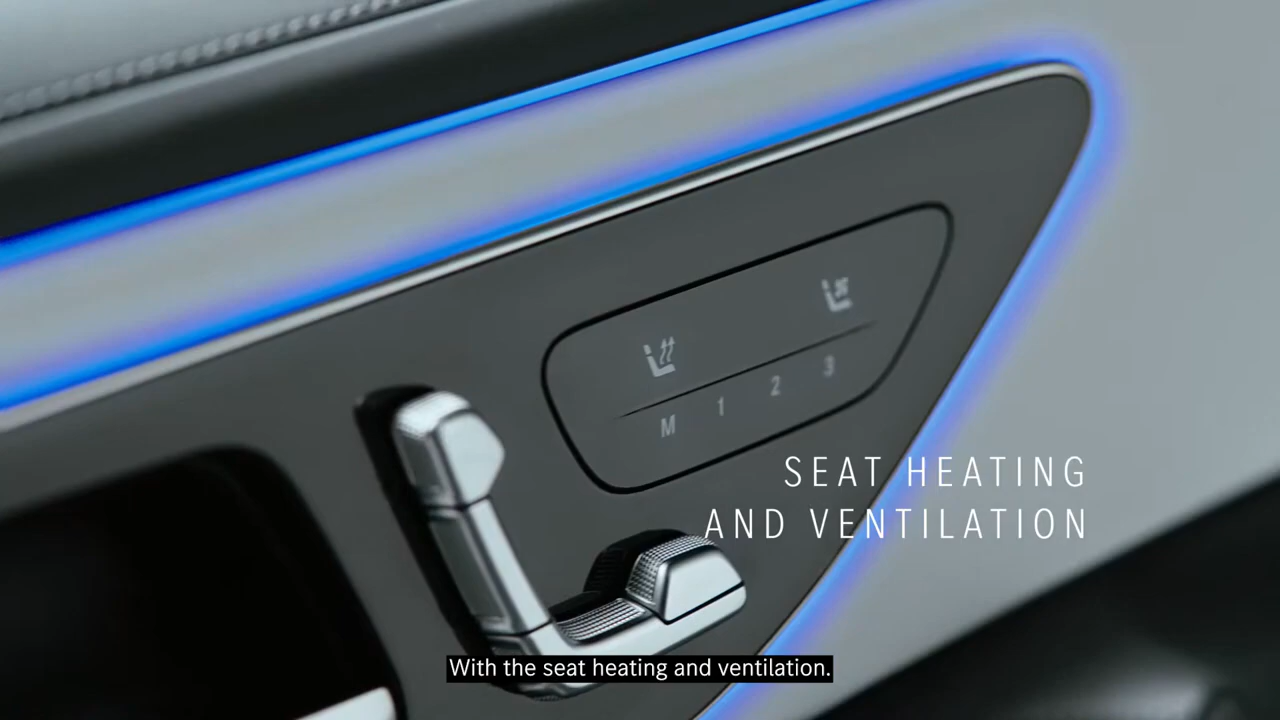 M 1 2 3
SEAT HEATING
AND VENTILATION
With the seat heating and ventilation.